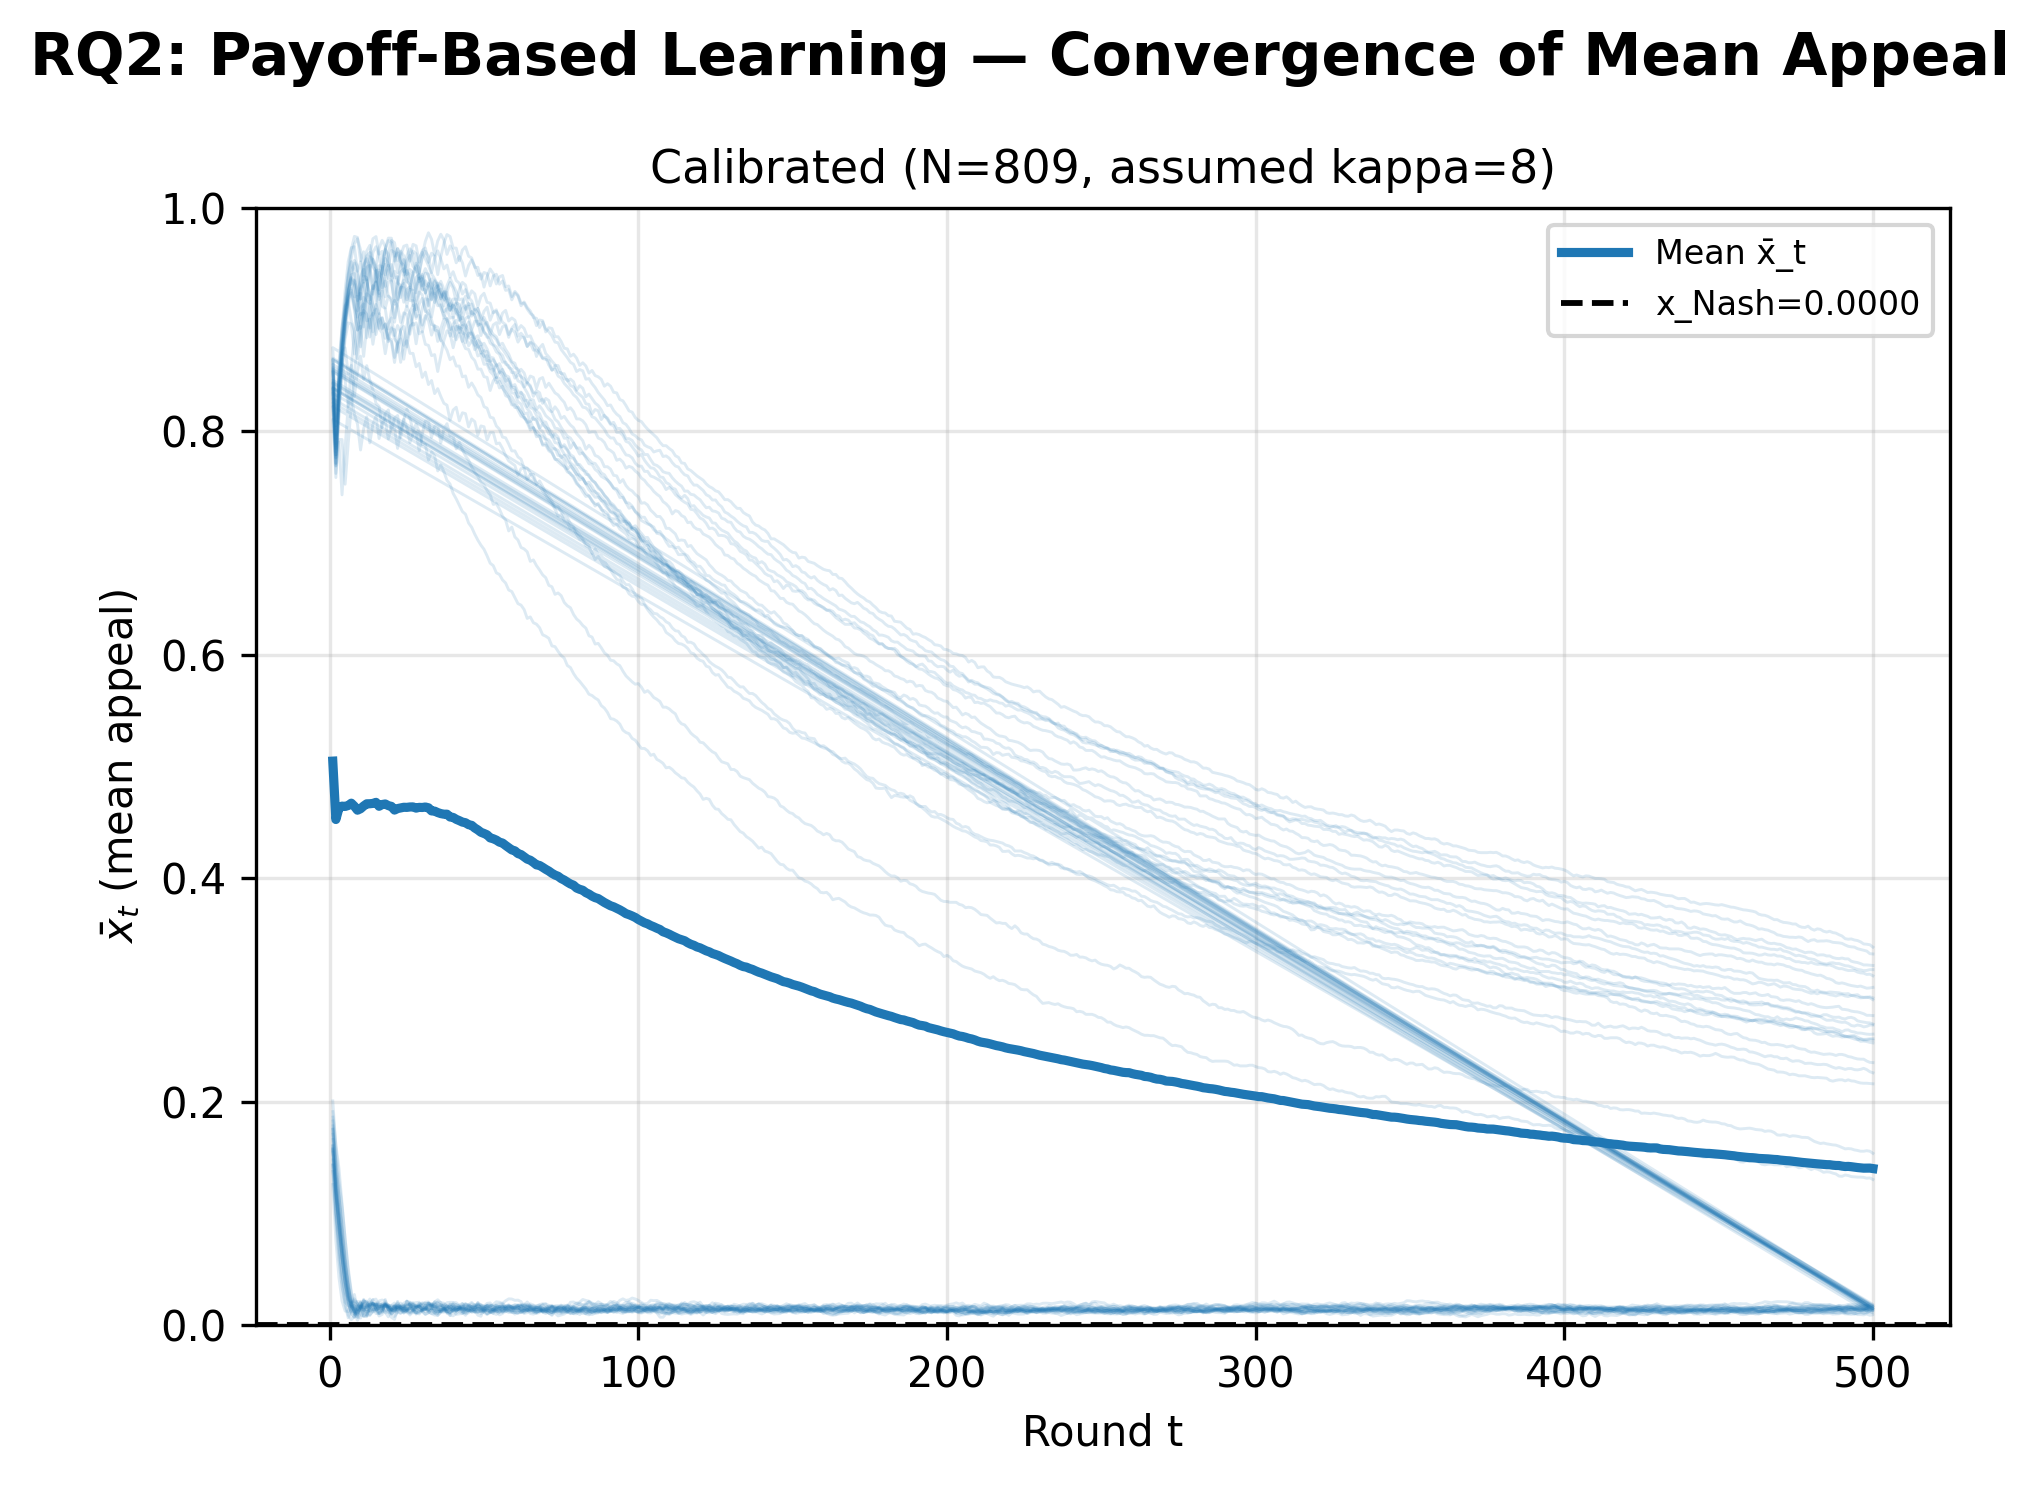 RQ2: Payoff-Based Learning — Convergence of Mean Appeal
Calibrated (N=809, assumed kappa=8)
1.0
0.8
0.6
0.4
0.2
0.0
x̄_t (mean appeal)
Mean x̄_t
x_Nash=0.0000
0 100 200 300 400 500
Round t